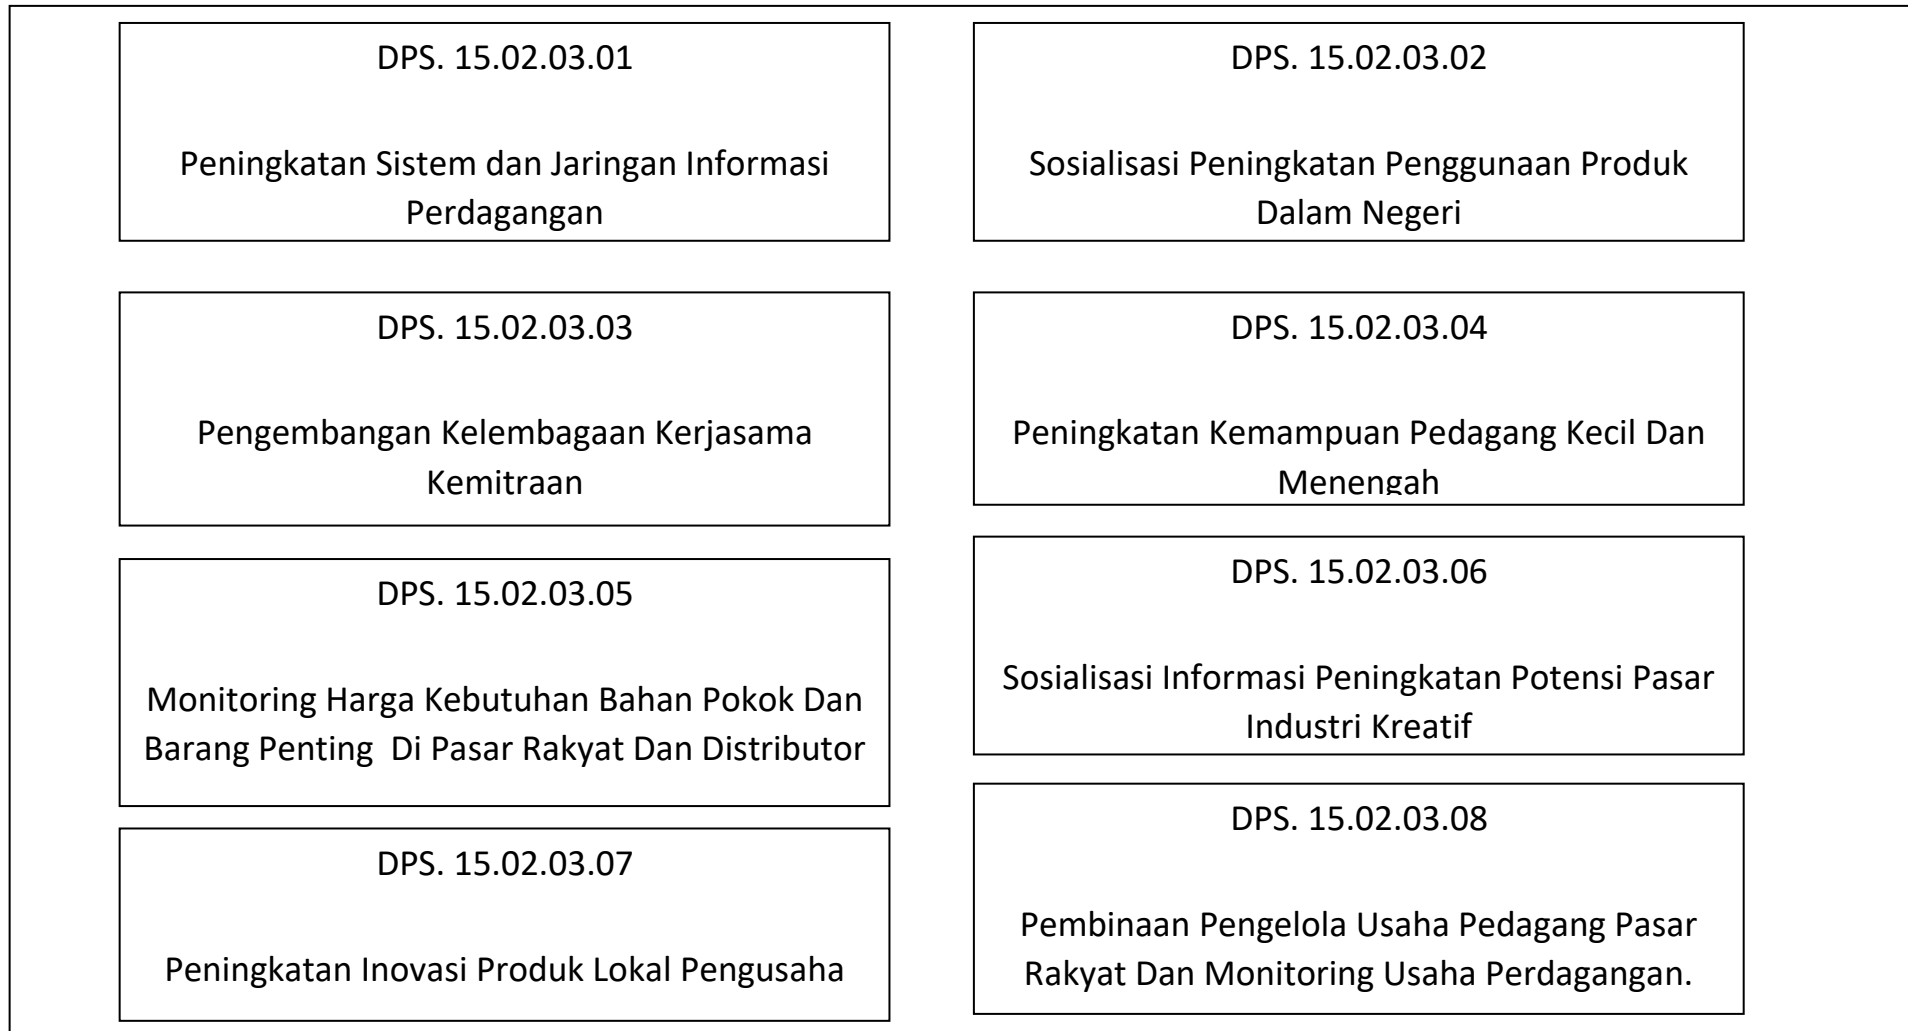 DPS. 15.02.03.01
Peningkatan Sistem dan Jaringan Informasi
Perdagangan
DPS. 15.02.03.02
Sosialisasi Peningkatan Penggunaan Produk
Dalam Negeri
DPS. 15.02.03.03
Pengembangan Kelembagaan Kerjasama
Kemitraan
DPS. 15.02.03.04
Peningkatan Kemampuan Pedagang Kecil Dan
Menengah
DPS. 15.02.03.05
Monitoring Harga Kebutuhan Bahan Pokok Dan
Barang Penting  Di Pasar Rakyat Dan Distributor
DPS. 15.02.03.06
Sosialisasi Informasi Peningkatan Potensi Pasar
Industri Kreatif
DPS. 15.02.03.07
Peningkatan Inovasi Produk Lokal Pengusaha
DPS. 15.02.03.08
Pembinaan Pengelola Usaha Pedagang Pasar
Rakyat Dan Monitoring Usaha Perdagangan.